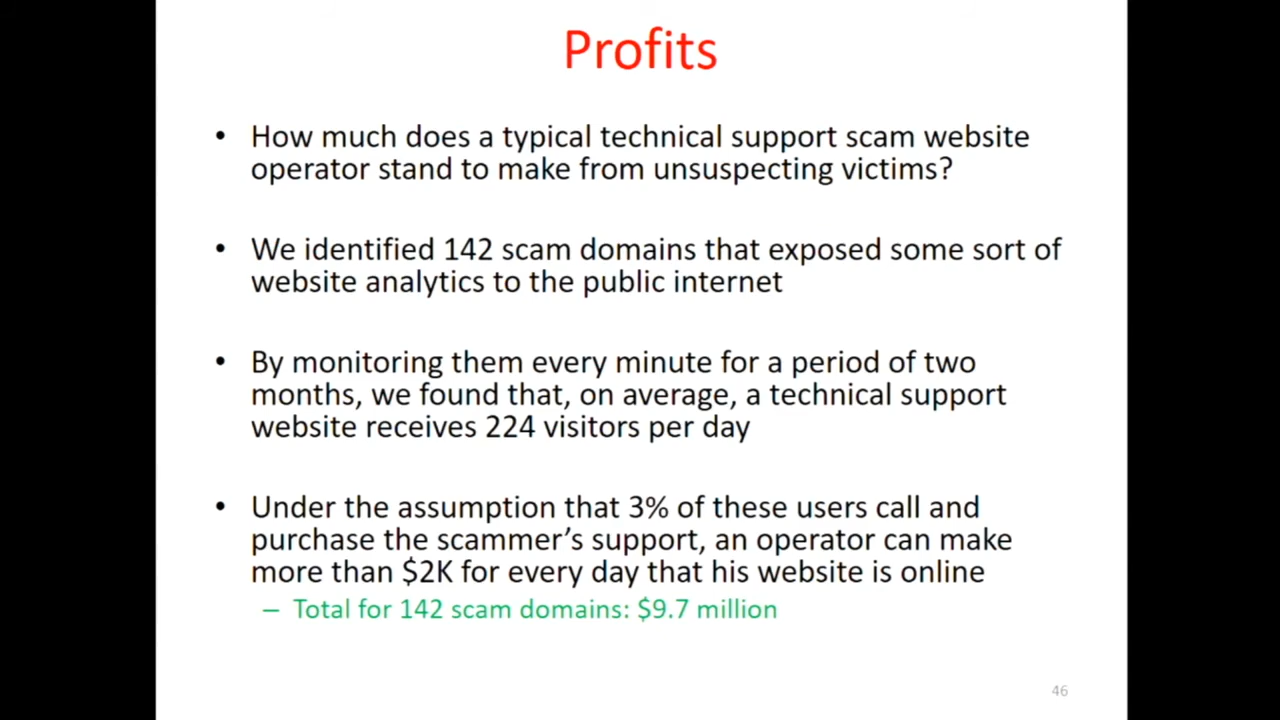 Profits
• How much does a typical technical support scam website
operator stand to make from unsuspecting victims?
• We identified 142 scam domains that exposed some sort of
website analytics to the public internet
• By monitoring them every minute for a period of two
months, we found that, on average, a technical support
website receives 224 visitors per day
• Under the assumption that 3% of these users call and
purchase the scammer’s support, an operator can make
more than $2K for every day that his website is online
– Total for 142 scam domains: $9.7 million
46